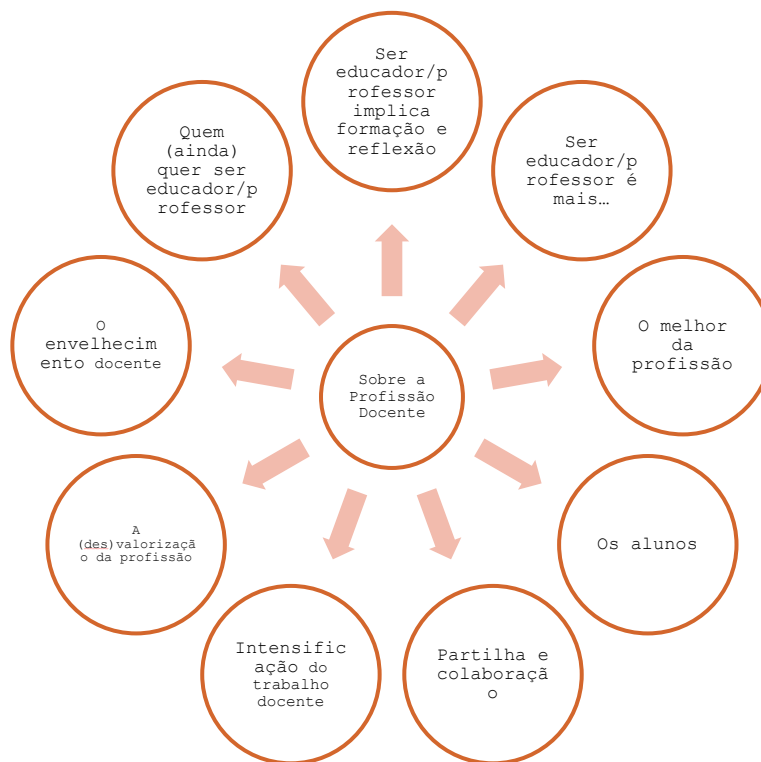 Ser
educador/p
rofessor
implica
formação e
reflexão
Ser
educador/p
rofessor é
mais…
O melhor
da
profissão
Os alunos
Partilha e
colaboraçã
o
Intensific
ação do
trabalho
docente
A
(des)valorizaçã
o da profissão
O
envelhecim
ento docente
Quem
(ainda)
quer ser
educador/p
rofessor
Sobre a
Profissão
Docente